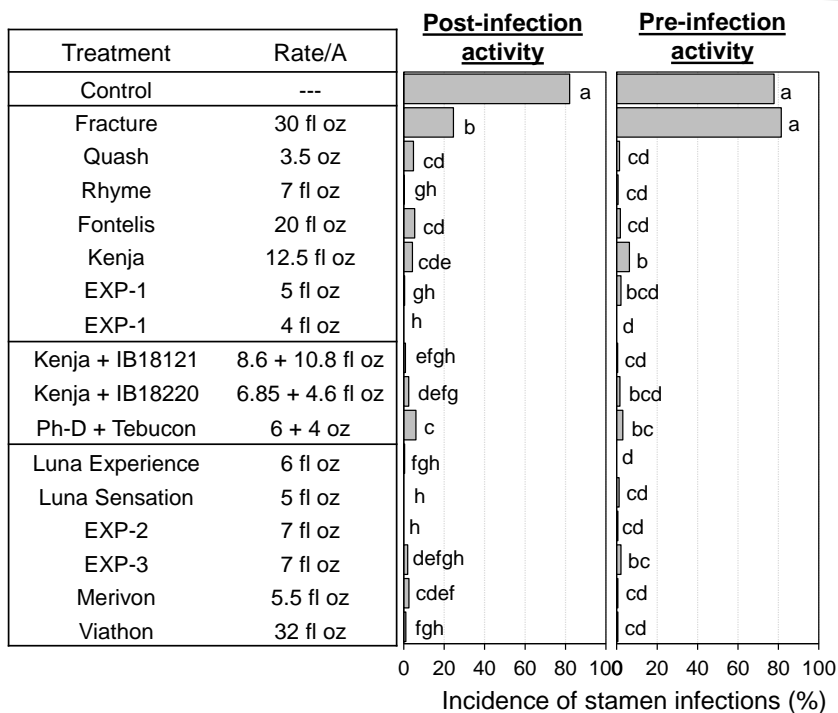 Post-infection activity Pre-infection activity
Treatment Rate/A
Control --- a a
Fracture 30 fl oz b a
Quash 3.5 oz cd cd
Rhyme 7 fl oz gh cd
Fontelis 20 fl oz cd cd
Kenja 12.5 fl oz cde b
EXP-1 5 fl oz gh bcd
EXP-1 4 fl oz h d
Kenja + IB18121 8.6 + 10.8 fl oz efgh cd
Kenja + IB18220 6.85 + 4.6 fl oz defg bcd
Ph-D + Tebucon 6 + 4 oz c bc
Luna Experience 6 fl oz fgh d
Luna Sensation 5 fl oz h cd
EXP-2 7 fl oz h cd
EXP-3 7 fl oz defgh bc
Merivon 5.5 fl oz cdef cd
Viathon 32 fl oz fgh cd
0 20 40 60 80 100 0 20 40 60 80 100
Incidence of stamen infections (%)